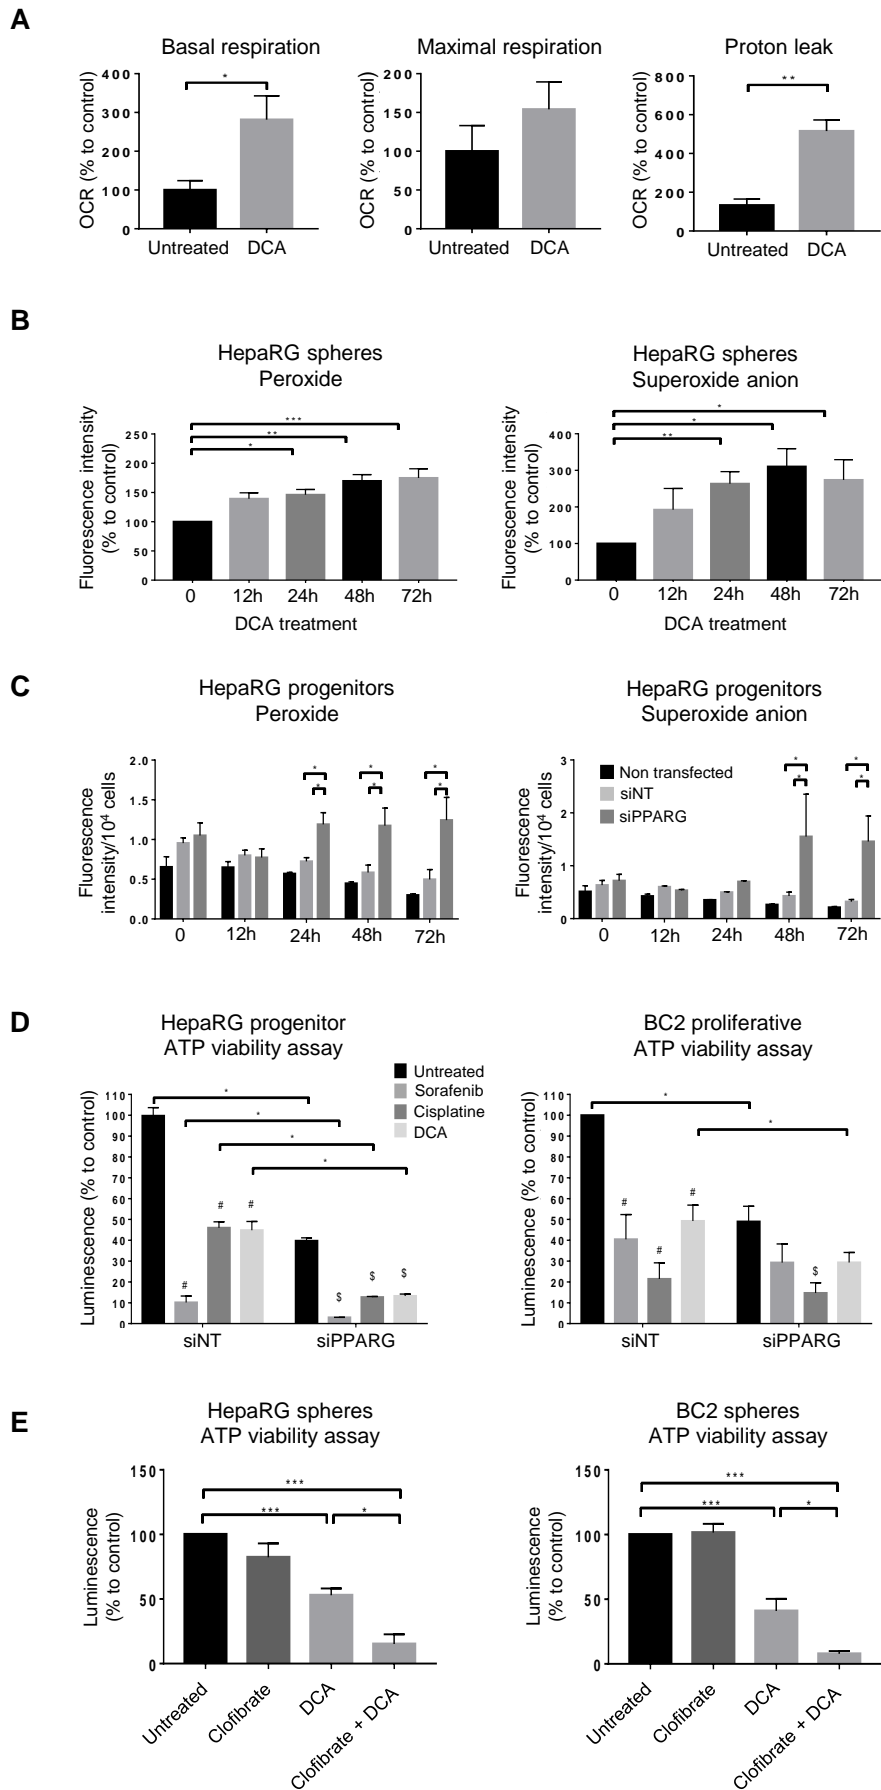 A
Basal respiration
Maximal respiration
Proton leak
OCR (% to control)
400
300
200
100
0
*
Untreated
DCA
OCR (% to control)
200
150
100
50
0
Untreated
DCA
OCR (% to control)
800
600
400
200
0
**
Untreated
DCA
B
HepaRG spheres
Peroxide
Fluorescence intensity
(% to control)
250
200
150
100
50
0
***
**
*
0
12h
24h
48h
72h
DCA treatment
HepaRG spheres
Superoxide anion
Fluorescence intensity
(% to control)
400
300
200
100
0
*
*
**
0
12h
24h
48h
72h
DCA treatment
C
HepaRG progenitors
Peroxide
Fluorescence
intensity/10⁴ cells
2.0
1.5
1.0
0.5
0.0
*
*
*
*
*
*
0
12h
24h
48h
72h
HepaRG progenitors
Superoxide anion
Fluorescence
intensity/10⁴ cells
3
2
1
0
Non transfected
siNT
siPPARG
*
*
*
*
0
12h
24h
48h
72h
D
HepaRG progenitor
ATP viability assay
Luminescence (% to control)
110
100
90
80
70
60
50
40
30
20
10
0
Untreated
Sorafenib
Cisplatine
DCA
*
*
*
*
#
#
#
$
$
$
siNT
siPPARG
BC2 proliferative
ATP viability assay
Luminescence (% to control)
110
100
90
80
70
60
50
40
30
20
10
0
*
*
#
#
#
$
siNT
siPPARG
E
HepaRG spheres
ATP viability assay
Luminescence
(% to control)
150
100
50
0
***
***
*
Untreated
Clofibrate
DCA
Clofibrate + DCA
BC2 spheres
ATP viability assay
Luminescence
(% to control)
150
100
50
0
***
***
*
Untreated
Clofibrate
DCA
Clofibrate + DCA